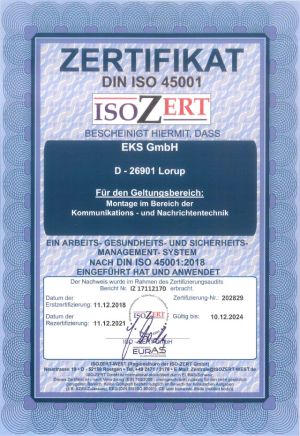 ZERTIFIKAT
DIN ISO 45001
ISOZERT
BESCHEINIGT HIERMIT, DASS
EKS GmbH
D - 26901 Lorup
Für den Geltungsbereich:
Montage im Bereich der
Kommunikations - und Nachrichtentechnik
EIN ARBEITS- GESUNDHEITS- UND SICHERHEITS-
MANAGEMENT- SYSTEM
NACH DIN ISO 45001:2018
EINGEFÜHRT HAT UND ANWENDET
Der Nachweis wurde im Rahmen des Zertifizierungsaudits
Bericht Nr. IZ 1711217D erbracht.
Datum der
Erstzertifizierung: 11.12.2018
Zertifizierung-Nr.: 202829
Datum der
Rezertifizierung: 11.12.2021
ISOZERT
Gültig bis: 10.12.2024
EURAS